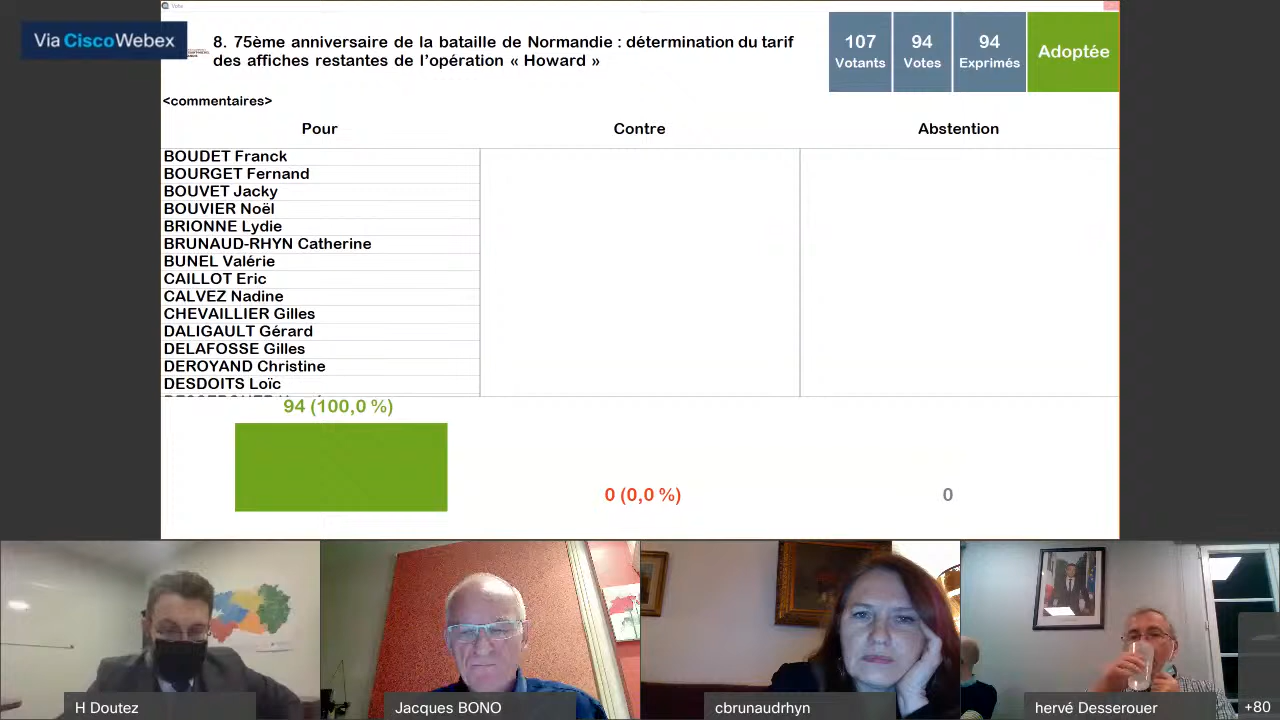 Via Cisco Webex
Vote
8. 75ème anniversaire de la bataille de Normandie : détermination du tarif
des affiches restantes de l'opération « Howard »
107
Votants
94
Votes
94
Exprimés
Adoptée
<commentaires>
Pour
Contre
Abstention
BOUDET Franck
BOURGET Fernand
BOUVET Jacky
BOUVIER Noël
BRIONNE Lydie
BRUNAUD-RHYN Catherine
BUNEL Valérie
CAILLOT Eric
CALVEZ Nadine
CHEVAILLIER Gilles
DALIGAULT Gérard
DELAFOSSE Gilles
DEROYAND Christine
DESDOITS Loïc
94 (100,0 %)
0 (0,0 %)
0
H Doutez
Jacques BONO
cbrunaudrhyn
hervé Desserouer
+80